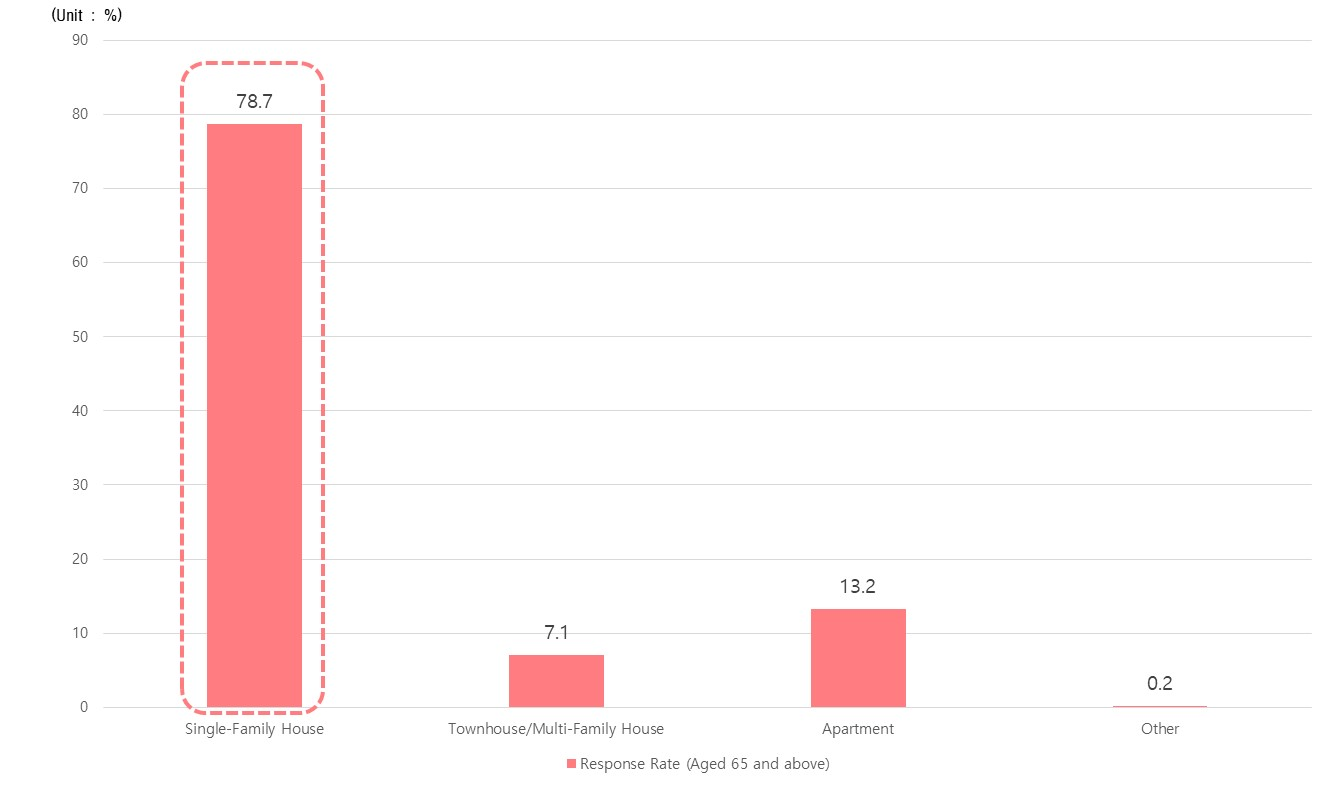 (Unit : %)
90
80
70
60
50
40
30
20
10
0
78.7
7.1
13.2
0.2
Single-Family House
Townhouse/Multi-Family House
Apartment
Other
Response Rate (Aged 65 and above)